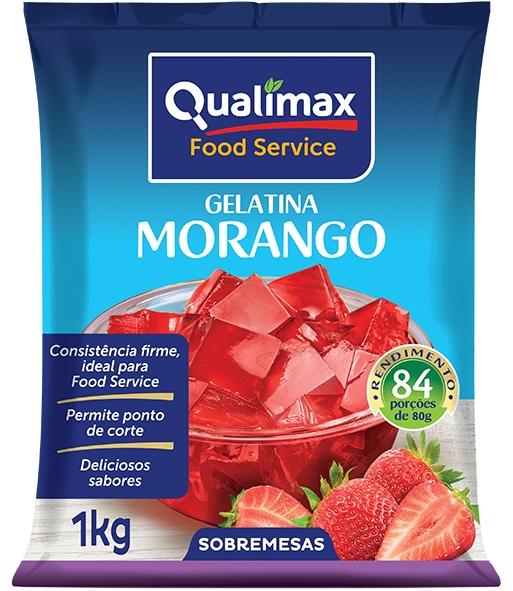 Qualimax
Food Service
GELATINA
MORANGO
Consistência firme,
ideal para
Food Service
Permite ponto
de corte
Deliciosos
sabores
RENDIMENTO
84
porções
de 80g
1kg
SOBREMESAS